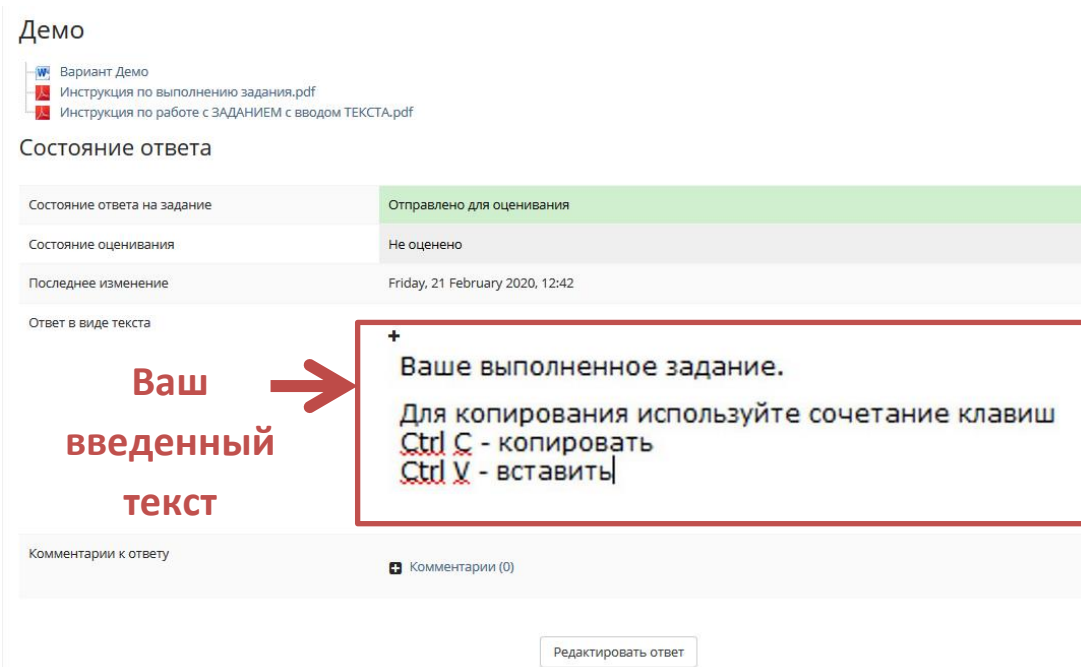 Демо
Вариант Демо
Инструкция по выполнению задания.pdf
Инструкция по работе с ЗАДАНИЕМ с вводом ТЕКСТА.pdf
Состояние ответа
Состояние ответа на задание Отправлено для оценивания
Состояние оценивания Не оценено
Последнее изменение Friday, 21 February 2020, 12:42
Ответ в виде текста
Ваш
введенный
текст
Ваше выполненное задание.
Для копирования используйте сочетание клавиш
Ctrl C - копировать
Ctrl V - вставить
Комментарии к ответу
Комментарии (0)
Редактировать ответ